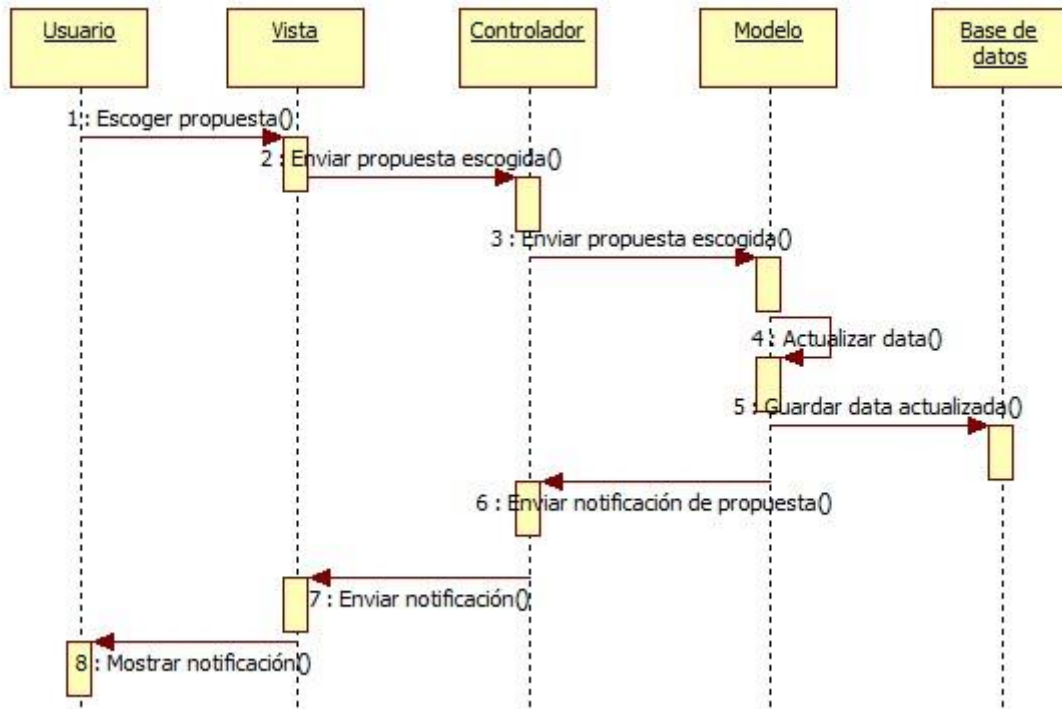 Usuario
Vista
Controlador
Modelo
Base de
datos
1 : Escoger propuesta()
2 : Enviar propuesta escogida()
3 : Enviar propuesta escogida()
4 : Actualizar data()
5 : Guardar data actualizada()
6 : Enviar notificación de propuesta()
7 : Enviar notificación()
8 : Mostrar notificación()